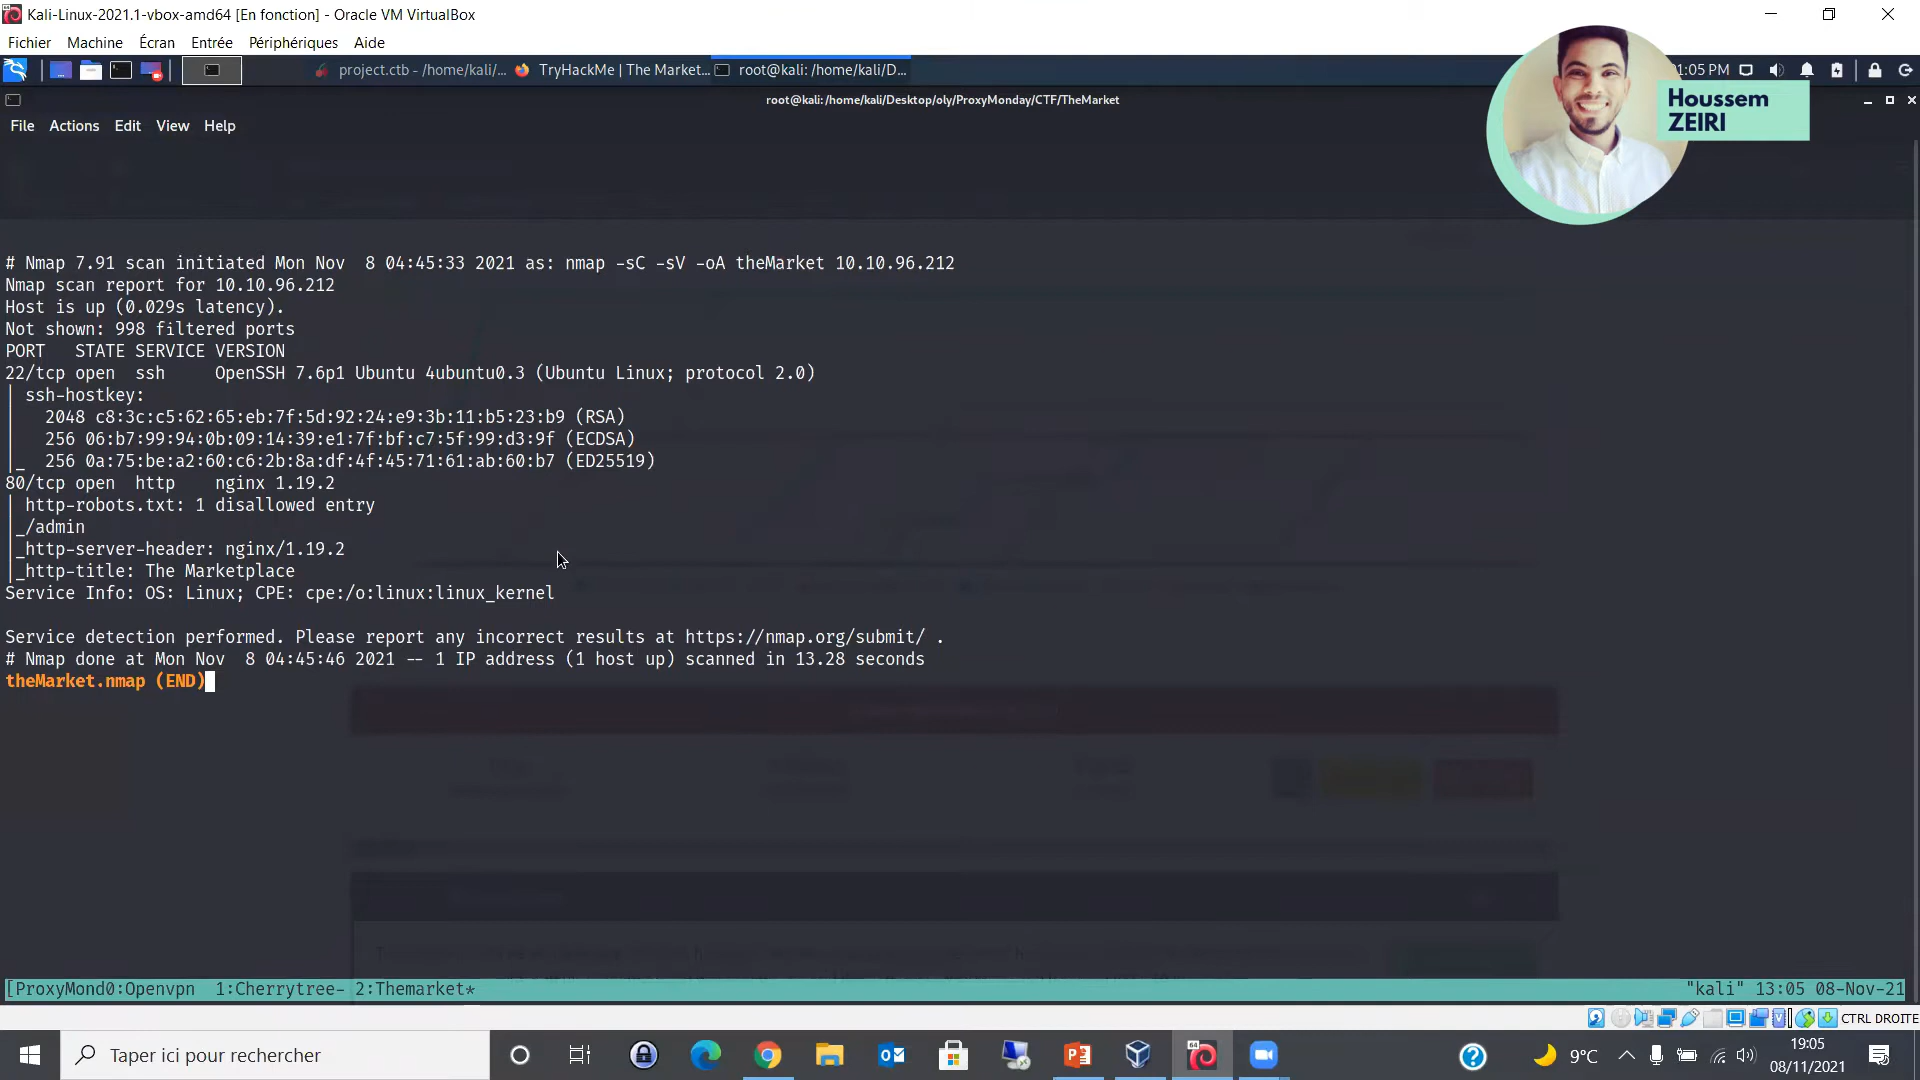 Kali-Linux-2021.1-vbox-amd64 [En fonction] - Oracle VM VirtualBox
Fichier Machine Écran Entrée Périphériques Aide
project.ctb - /home/kali/... TryHackMe | The Market... root@kali: /home/kali/D... 1:05 PM
root@kali: /home/kali/Desktop/oly/ProxyMonday/CTF/TheMarket
Houssem
ZEIRI
File Actions Edit View Help
# Nmap 7.91 scan initiated Mon Nov  8 04:45:33 2021 as: nmap -sC -sV -oA theMarket 10.10.96.212
Nmap scan report for 10.10.96.212
Host is up (0.029s latency).
Not shown: 998 filtered ports
PORT   STATE SERVICE VERSION
22/tcp open  ssh     OpenSSH 7.6p1 Ubuntu 4ubuntu0.3 (Ubuntu Linux; protocol 2.0)
| ssh-hostkey:
|   2048 c8:3c:c5:62:65:eb:7f:5d:92:24:e9:3b:11:b5:23:b9 (RSA)
|   256 06:b7:99:94:0b:09:14:39:e1:7f:bf:c7:5f:99:d3:9f (ECDSA)
|_  256 0a:75:be:a2:60:c6:2b:8a:df:4f:45:71:61:ab:60:b7 (ED25519)
80/tcp open  http    nginx 1.19.2
| http-robots.txt: 1 disallowed entry
|_/admin
|_http-server-header: nginx/1.19.2
|_http-title: The Marketplace
Service Info: OS: Linux; CPE: cpe:/o:linux:linux_kernel
Service detection performed. Please report any incorrect results at https://nmap.org/submit/ .
# Nmap done at Mon Nov  8 04:45:46 2021 -- 1 IP address (1 host up) scanned in 13.28 seconds
theMarket.nmap (END)
[ProxyMond0:Openvpn  1:Cherrytree- 2:Themarket* "kali" 13:05 08-Nov-21
CTRL DROITE
Taper ici pour rechercher
9°C
19:05
08/11/2021